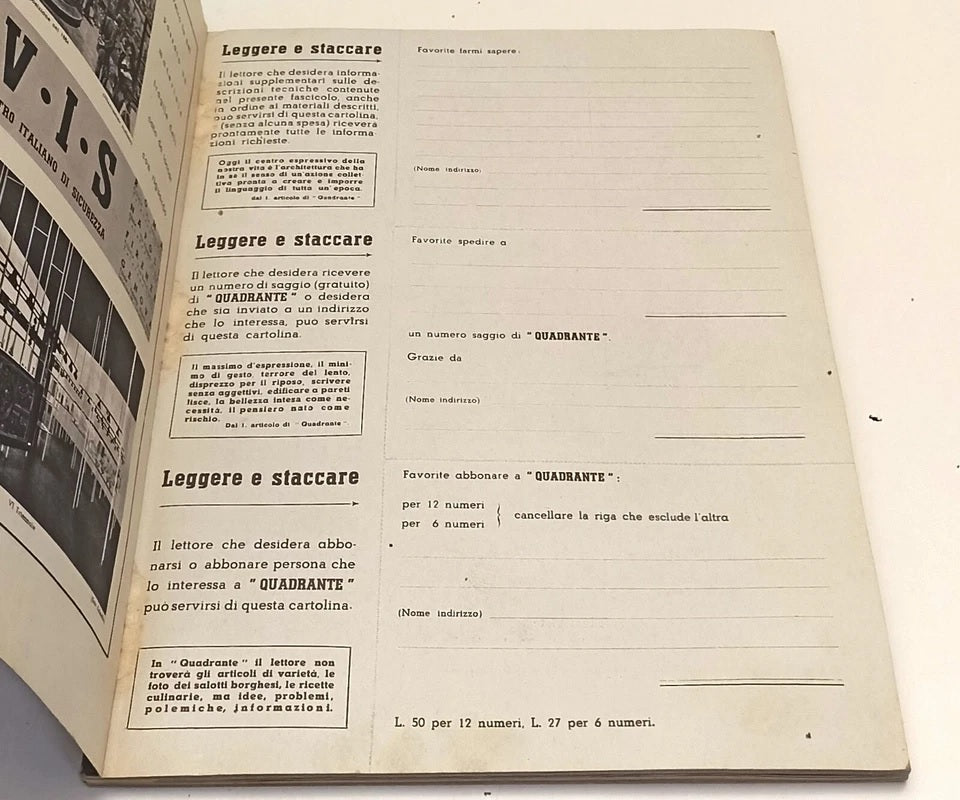 V·I·S
ITALIANO DI SICUREZZA
VI Triennale
Leggere e staccare
Il lettore che desidera informa-
zioni supplementari sulle de-
scrizioni tecniche contenute
nel presente fascicolo, anche
in ordine ai materiali descritti,
può servirsi di questa cartolina,
(senza alcuna spesa) riceverà
prontamente tutte le informa-
zioni richieste.
Oggi il centro espressivo della
nostra vita è l'architettura che ha
in sè il senso di un'azione collet-
tiva pronta a creare e imporre
il linguaggio di tutta un'epoca.
dal 1. articolo di "Quadrante"
Favorite farmi sapere:
(Nome indirizzo)
Leggere e staccare
Il lettore che desidera ricevere
un numero di saggio (gratuito)
di "QUADRANTE" o desidera
che sia inviato a un indirizzo
che lo interessa, può servirsi
di questa cartolina.
Il massimo d'espressione, il mini-
mo di gesto, terrore del lento,
disprezzo per il riposo, scrivere
senza aggettivi, edificare a pareti
lisce, la bellezza intesa come ne-
cessità, il pensiero nato come
rischio.
Dal 1. articolo di "Quadrante".
Favorite spedire a
un numero saggio di "QUADRANTE".
Grazie da
(Nome indirizzo)
Leggere e staccare
Il lettore che desidera abbo-
narsi o abbonare persona che
lo interessa a "QUADRANTE"
può servirsi di questa cartolina.
In "Quadrante" il lettore non
troverà gli articoli di varietà, le
foto dei salotti borghesi, le ricette
culinarie, ma idee, problemi,
polemiche, jnformazioni.
Favorite abbonare a "QUADRANTE":
per 12 numeri
per 6 numeri
cancellare la riga che esclude l'altra
(Nome indirizzo)
L. 50 per 12 numeri, L. 27 per 6 numeri.